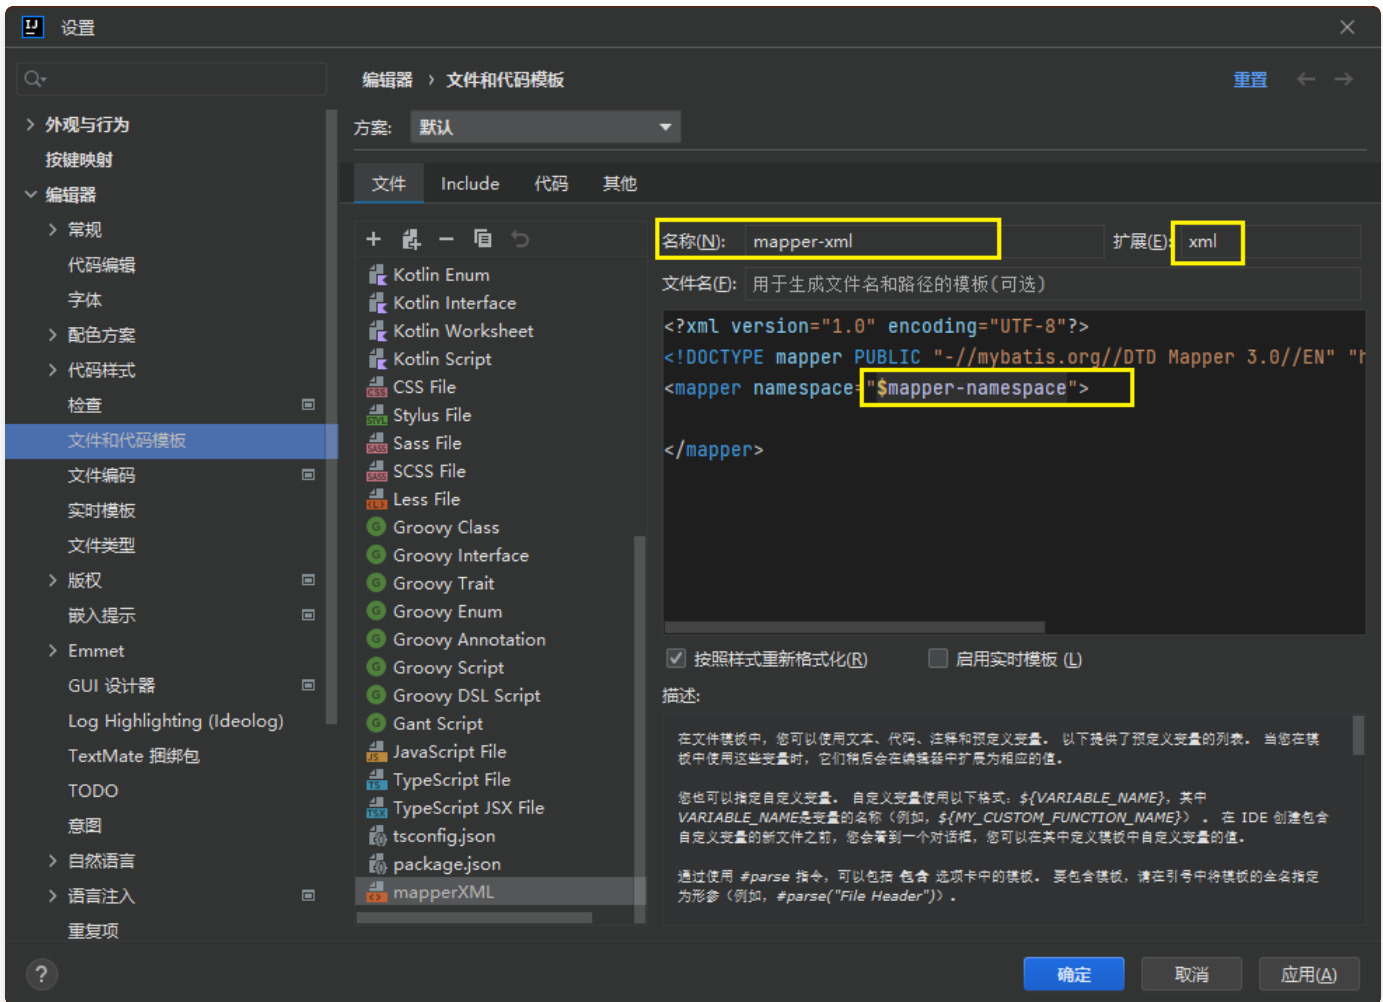 设置
编辑器 › 文件和代码模板
重置
外观与行为
按键映射
编辑器
常规
代码编辑
字体
配色方案
代码样式
检查
文件和代码模板
文件编码
实时模板
文件类型
版权
嵌入提示
Emmet
GUI 设计器
Log Highlighting (Ideolog)
TextMate 捆绑包
TODO
意图
自然语言
语言注入
重复项
方案: 默认
文件 Include 代码 其他
Kotlin Enum
Kotlin Interface
Kotlin Worksheet
Kotlin Script
CSS File
Stylus File
Sass File
SCSS File
Less File
Groovy Class
Groovy Interface
Groovy Trait
Groovy Enum
Groovy Annotation
Groovy Script
Groovy DSL Script
Gant Script
JavaScript File
TypeScript File
TypeScript JSX File
tsconfig.json
package.json
mapperXML
名称(N): mapper-xml 扩展(E): xml
文件名(F): 用于生成文件名和路径的模板(可选)
<?xml version="1.0" encoding="UTF-8"?>
<!DOCTYPE mapper PUBLIC "-//mybatis.org//DTD Mapper 3.0//EN" "h
<mapper namespace="$mapper-namespace">
</mapper>
按照样式重新格式化(R) 启用实时模板 (L)
描述:
在文件模板中，您可以使用文本、代码、注释和预定义变量。 以下提供了预定义变量的列表。 当您在模
板中使用这些变量时，它们稍后会在编辑器中扩展为相应的值。
您也可以指定自定义变量。 自定义变量使用以下格式：${VARIABLE_NAME}，其中
VARIABLE_NAME是变量的名称（例如，${MY_CUSTOM_FUNCTION_NAME}）。 在 IDE 创建包含
自定义变量的新文件之前，您会看到一个对话框，您可以在其中定义模板中自定义变量的值。
通过使用 #parse 指令，可以包括 包含 选项卡中的模板。 要包含模板，请在引号中将模板的全名指定
为形参（例如，#parse("File Header")）。
? 确定 取消 应用(A)